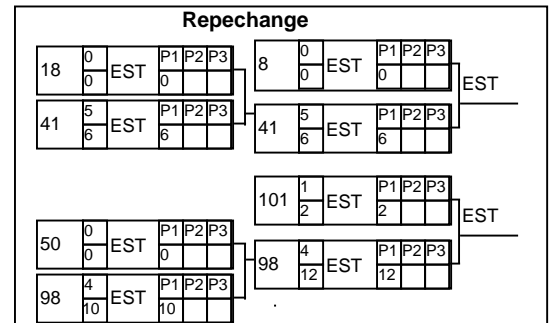 Repechange
18 0 0 EST P1 P2 P3 0
8 0 0 EST P1 P2 P3 0
EST
41 5 6 EST P1 P2 P3 6
41 5 6 EST P1 P2 P3 6
101 1 2 EST P1 P2 P3 2
EST
50 0 0 EST P1 P2 P3 0
98 4 12 EST P1 P2 P3 12
98 4 10 EST P1 P2 P3 10
.